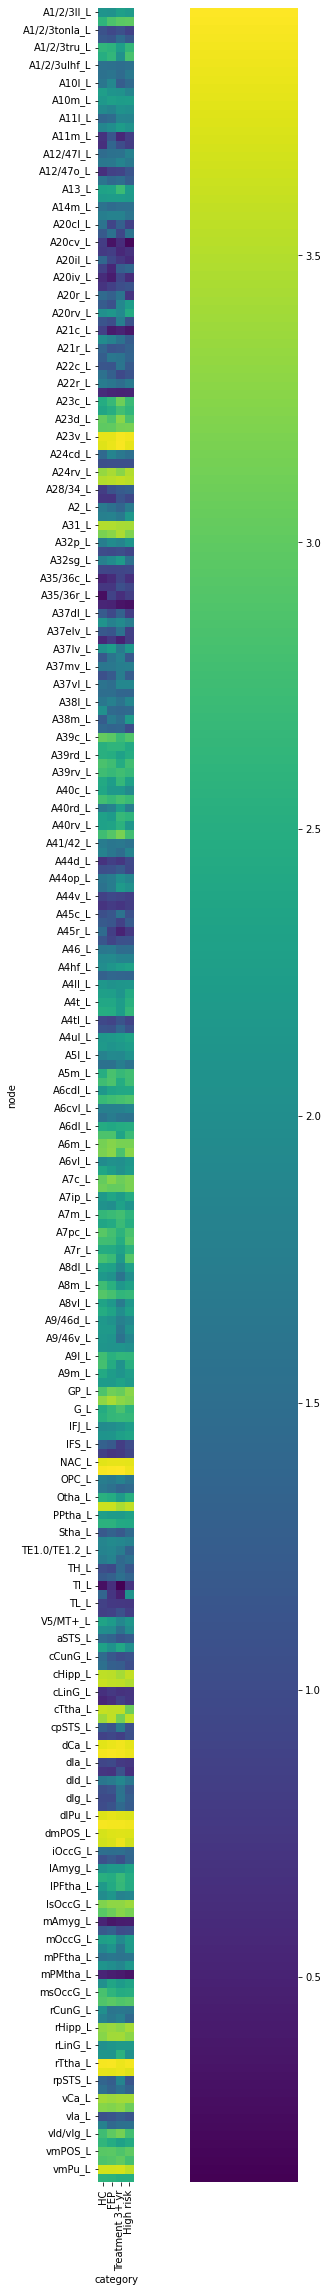 A1/2/3ll_L
A1/2/3tonIa_L
A1/2/3tru_L
A1/2/3ulhf_L
A10l_L
A10m_L
A11l_L
A11m_L
A12/47l_L
A12/47o_L
A13_L
A14m_L
A20cl_L
A20cv_L
A20il_L
A20iv_L
A20r_L
A20rv_L
A21c_L
A21r_L
A22c_L
A22r_L
A23c_L
A23d_L
A23v_L
A24cd_L
A24rv_L
A28/34_L
A2_L
A31_L
A32p_L
A32sg_L
A35/36c_L
A35/36r_L
A37dl_L
A37elv_L
A37lv_L
A37mv_L
A37vl_L
A38l_L
A38m_L
A39c_L
A39rd_L
A39rv_L
A40c_L
A40rd_L
A40rv_L
A41/42_L
A44d_L
A44op_L
A44v_L
A45c_L
A45r_L
A46_L
A4hf_L
A4ll_L
A4t_L
A4tl_L
A4ul_L
A5l_L
A5m_L
A6cdl_L
A6cvl_L
A6dl_L
A6m_L
A6vl_L
A7c_L
A7ip_L
A7m_L
A7pc_L
A7r_L
A8dl_L
A8m_L
A8vl_L
A9/46d_L
A9/46v_L
A9l_L
A9m_L
GP_L
G_L
IFJ_L
IFS_L
NAC_L
OPC_L
Otha_L
PPtha_L
Stha_L
TE1.0/TE1.2_L
TH_L
TI_L
TL_L
V5/MT+_L
aSTS_L
cCunG_L
cHipp_L
cLinG_L
cTtha_L
cpSTS_L
dCa_L
dIa_L
dId_L
dIg_L
dlPu_L
dmPOS_L
iOccG_L
lAmyg_L
lPFtha_L
lsOccG_L
mAmyg_L
mOccG_L
mPFtha_L
mPMtha_L
msOccG_L
rCunG_L
rHipp_L
rLinG_L
rTtha_L
rpSTS_L
vCa_L
vIa_L
vId/vIg_L
vmPOS_L
vmPu_L
node
HC
FEP
Treatment 3+ yr
High risk
category
3.5
3.0
2.5
2.0
1.5
1.0
0.5